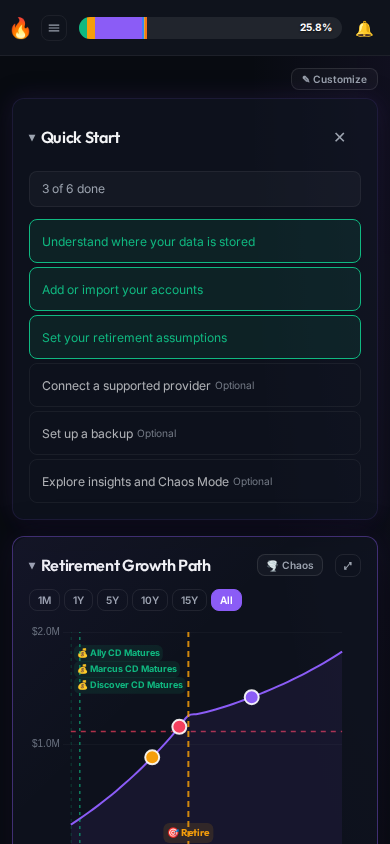 25.8%
✎ Customize
▾ Quick Start ✕
3 of 6 done
Understand where your data is stored
Add or import your accounts
Set your retirement assumptions
Connect a supported provider Optional
Set up a backup Optional
Explore insights and Chaos Mode Optional
▾ Retirement Growth Path
🌪️ Chaos
1M 1Y 5Y 10Y 15Y All
$2.0M
💰 Ally CD Matures
💰 Marcus CD Matures
💰 Discover CD Matures
$1.0M
🎯 Retire